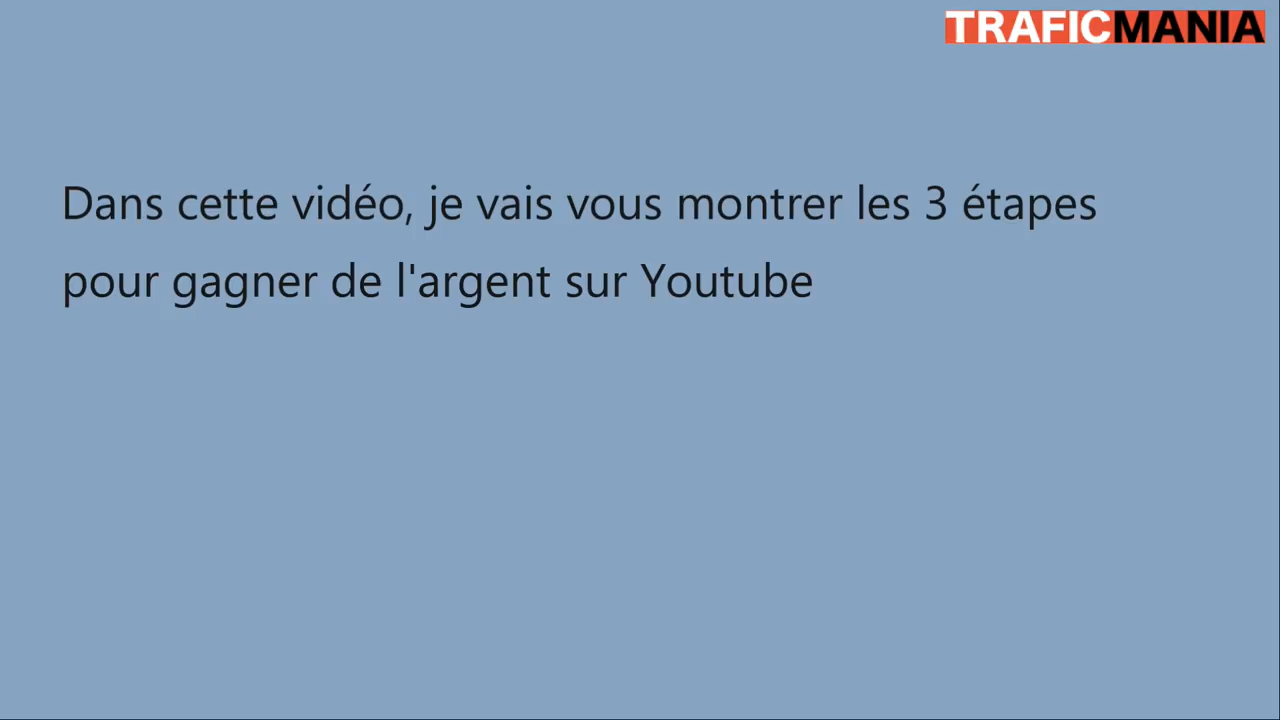 TRAFICMANIA
Dans cette vidéo, je vais vous montrer les 3 étapes
pour gagner de l'argent sur Youtube